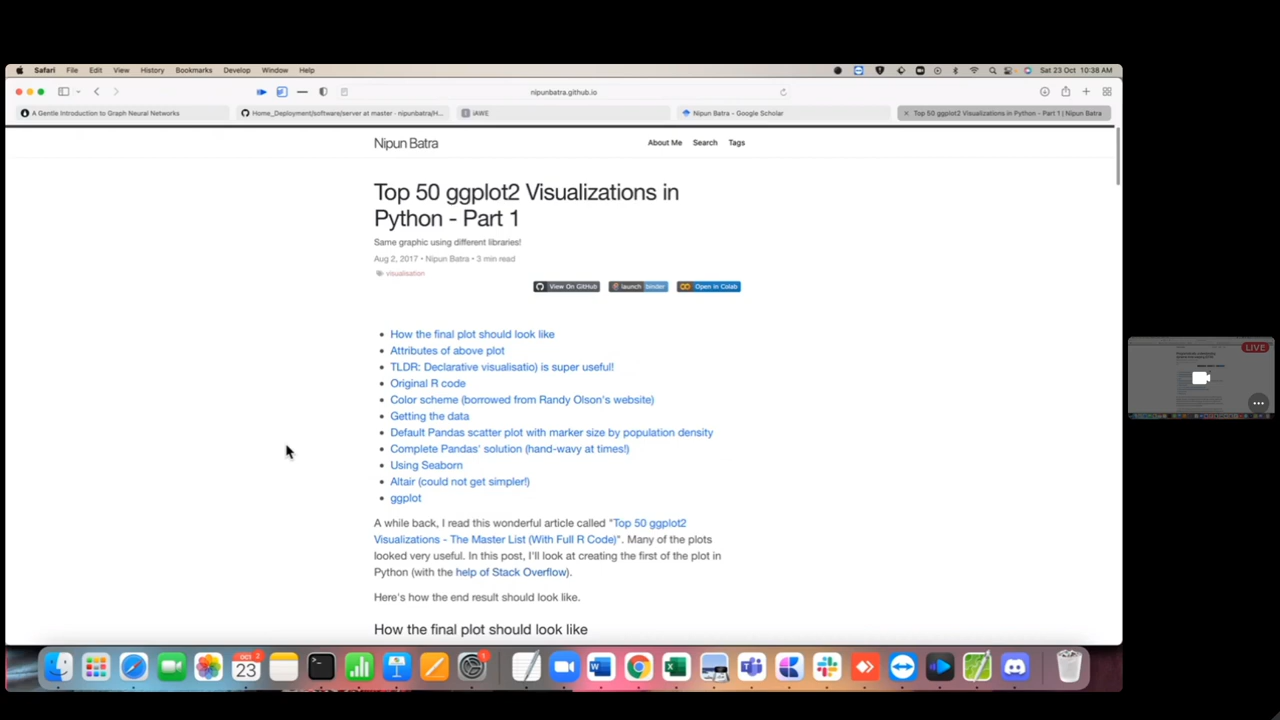 Safari File Edit View History Bookmarks Develop Window Help Sat 23 Oct 10:38 AM
nipunbatra.github.io
A Gentle Introduction to Graph Neural Networks
Home_Deployment/software/server at master · nipunbatra/H...
iAWE
Nipun Batra - Google Scholar
Top 50 ggplot2 Visualizations in Python - Part 1 | Nipun Batra
Nipun Batra About Me Search Tags
Top 50 ggplot2 Visualizations in
Python - Part 1
Same graphic using different libraries!
Aug 2, 2017 • Nipun Batra • 3 min read
visualisation
View On GitHub launch binder Open in Colab
• How the final plot should look like
• Attributes of above plot
• TLDR: Declarative visualisatio) is super useful!
• Original R code
• Color scheme (borrowed from Randy Olson's website)
• Getting the data
• Default Pandas scatter plot with marker size by population density
• Complete Pandas' solution (hand-wavy at times!)
• Using Seaborn
• Altair (could not get simpler!)
• ggplot
A while back, I read this wonderful article called "Top 50 ggplot2
Visualizations - The Master List (With Full R Code)". Many of the plots
looked very useful. In this post, I'll look at creating the first of the plot in
Python (with the help of Stack Overflow).
Here's how the end result should look like.
How the final plot should look like
LIVE
OCT 2
23
1